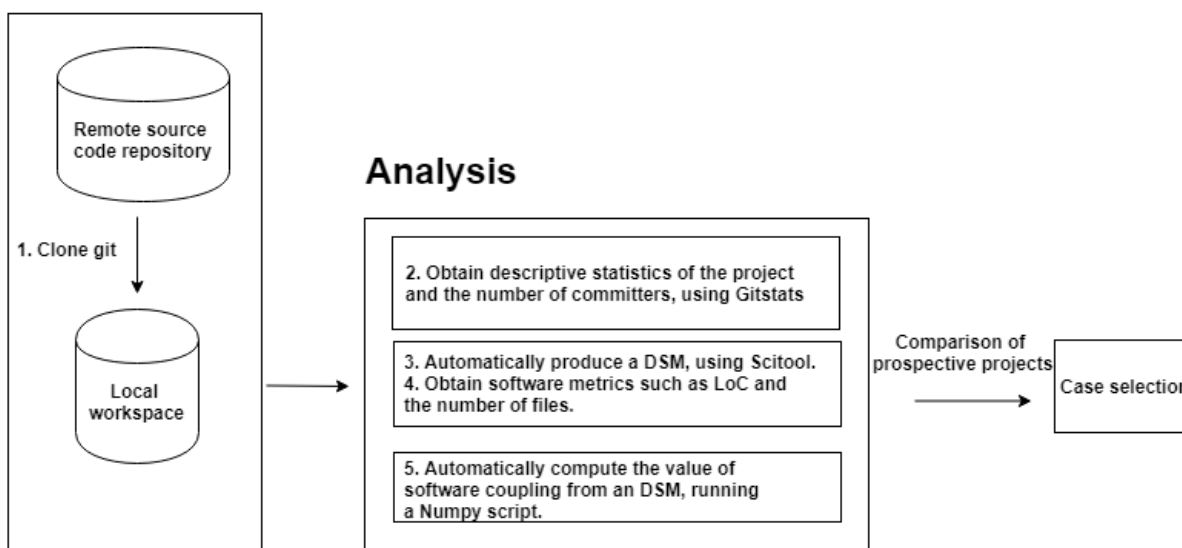 Remote source
code repository
1. Clone git
Local
workspace
Analysis
2. Obtain descriptive statistics of the project
and the number of committers, using Gitstats
3. Automatically produce a DSM, using Scitool.
4. Obtain software metrics such as LoC and
the number of files.
5. Automatically compute the value of
software coupling from an DSM, running
a Numpy script.
Comparison of
prospective projects
Case selection